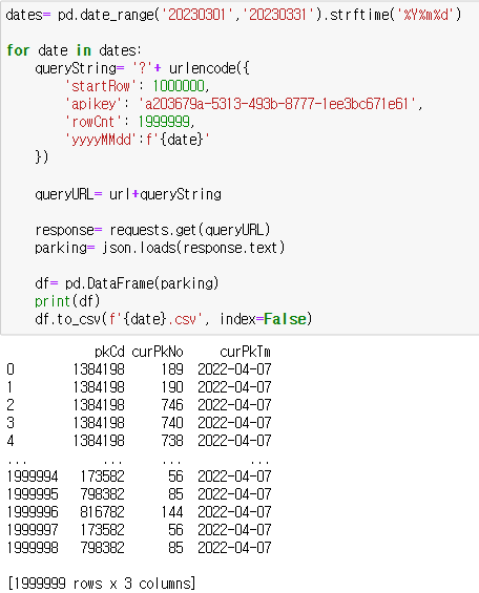 dates= pd.date_range('20230301','20230331').strftime('%Y%m%d')
for date in dates:
queryString= '?'+ urlencode({
'startRow': 1000000,
'apikey': 'a203679a-5313-493b-8777-1ee3bc671e61',
'rowCnt': 1999999,
'yyyyMMdd':f'{date}'
})
queryURL= url+queryString
response= requests.get(queryURL)
parking= json.loads(response.text)
df= pd.DataFrame(parking)
print(df)
df.to_csv(f'{date}.csv', index=False)
pkCd curPkNo curPkTm
0 1384198 189 2022-04-07
1 1384198 190 2022-04-07
2 1384198 746 2022-04-07
3 1384198 740 2022-04-07
4 1384198 738 2022-04-07
... ... ... ...
1999994 173582 56 2022-04-07
1999995 798382 85 2022-04-07
1999996 816782 144 2022-04-07
1999997 173582 56 2022-04-07
1999998 798382 85 2022-04-07
[1999999 rows x 3 columns]